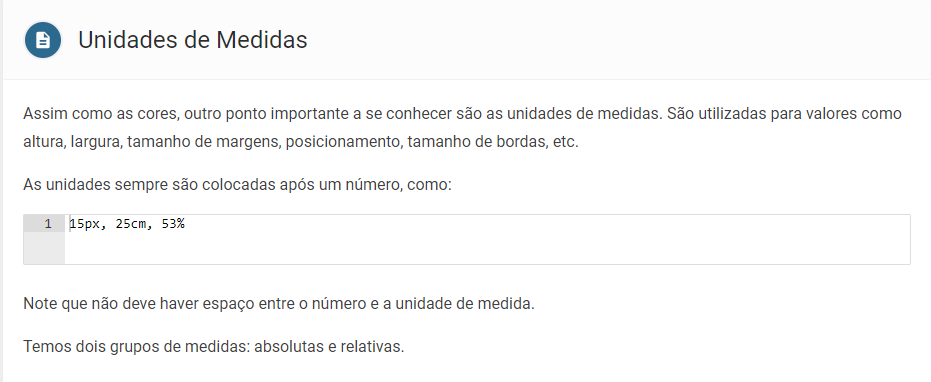 Unidades de Medidas
Assim como as cores, outro ponto importante a se conhecer são as unidades de medidas. São utilizadas para valores como
altura, largura, tamanho de margens, posicionamento, tamanho de bordas, etc.
As unidades sempre são colocadas após um número, como:
1 15px, 25cm, 53%
Note que não deve haver espaço entre o número e a unidade de medida.
Temos dois grupos de medidas: absolutas e relativas.